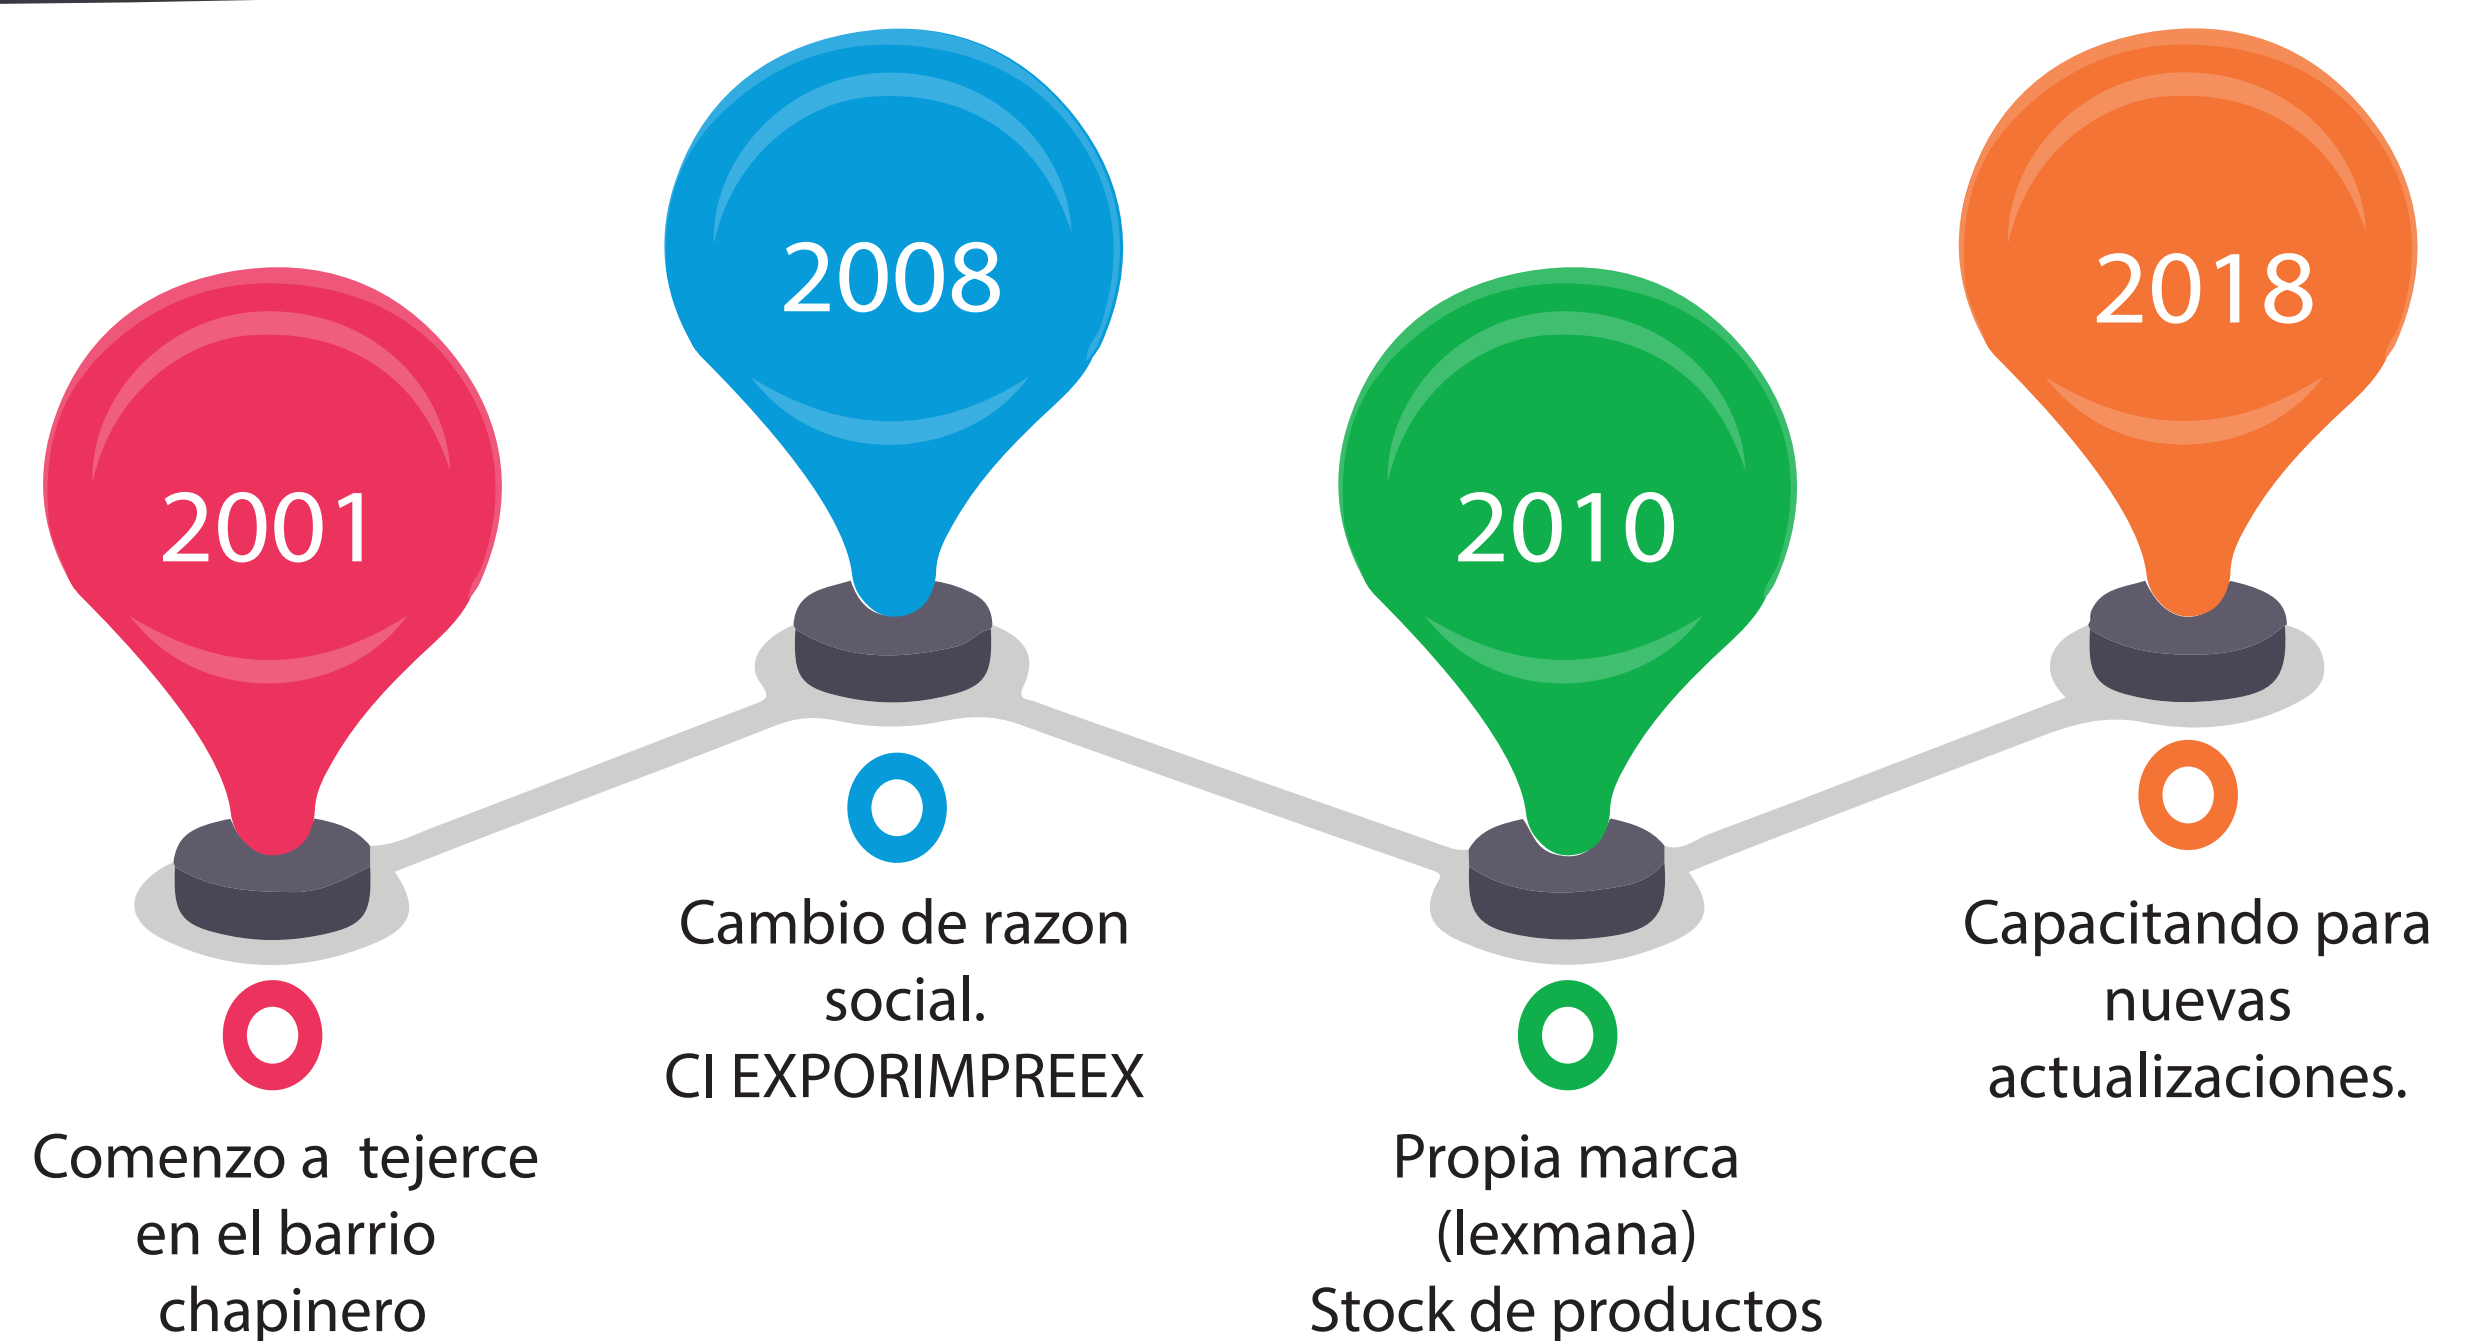 2001
Comenzo a  tejerce
en el barrio
chapinero
2008
Cambio de razon
social.
CI EXPORIMPREEX
2010
Propia marca
(lexmana)
Stock de productos
2018
Capacitando para
nuevas
actualizaciones.